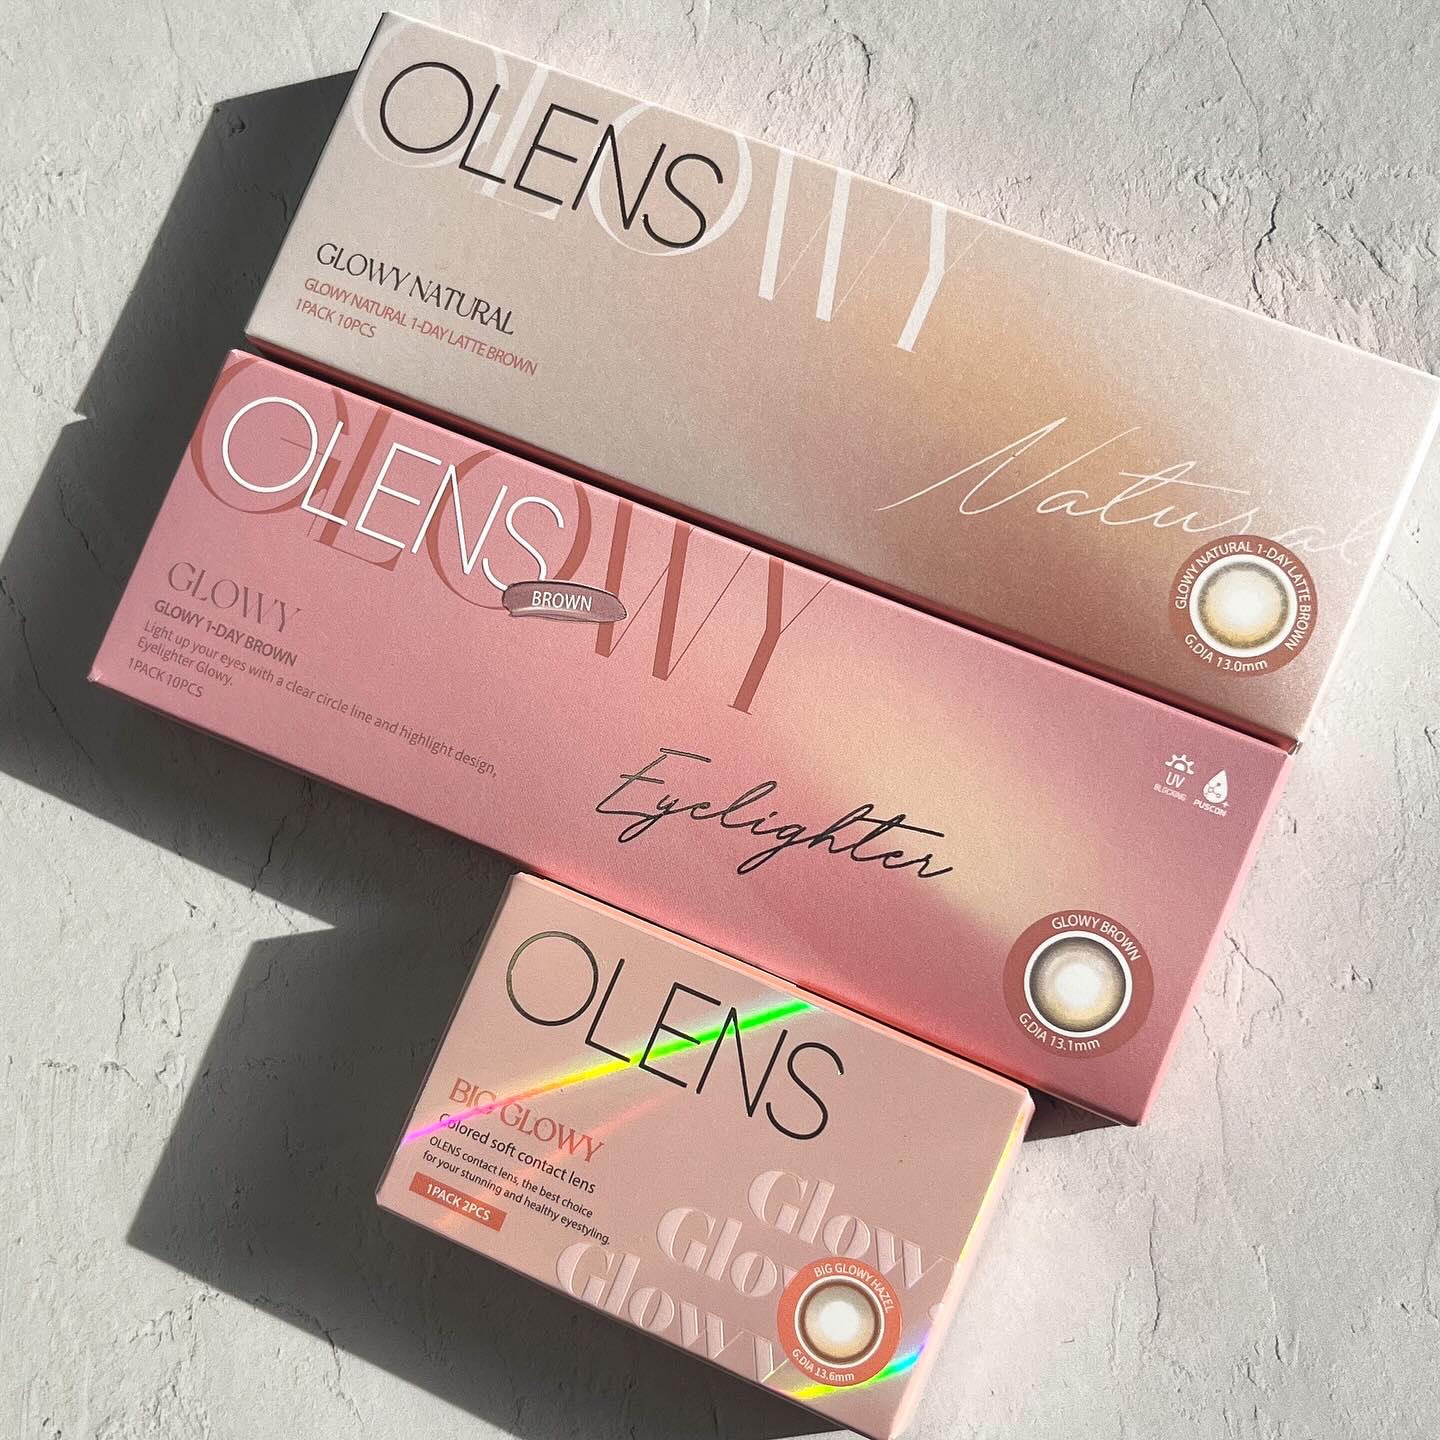 OLENS
GLOWY
GLOWY NATURAL
GLOWY NATURAL 1-DAY LATTE BROWN
1PACK 10PCS
Natural
GLOWY NATURAL 1-DAY LATTE BROWN
G.DIA 13.0mm
OLENS
GLOWY
BROWN
GLOWY
GLOWY 1-DAY BROWN
Light up your eyes with a clear circle line and highlight design,
Eyelighter Glowy.
1PACK 10PCS
Eyelighter
UV
BLOCKING
PUSCON
GLOWY BROWN
G.DIA 13.1mm
OLENS
BIG GLOWY
Colored soft contact lens
OLENS contact lens, the best choice
for your stunning and healthy eyestyling.
1PACK 2PCS
Glowy
Glowy
Glowy
BIG GLOWY HAZEL
G.DIA 13.6mm